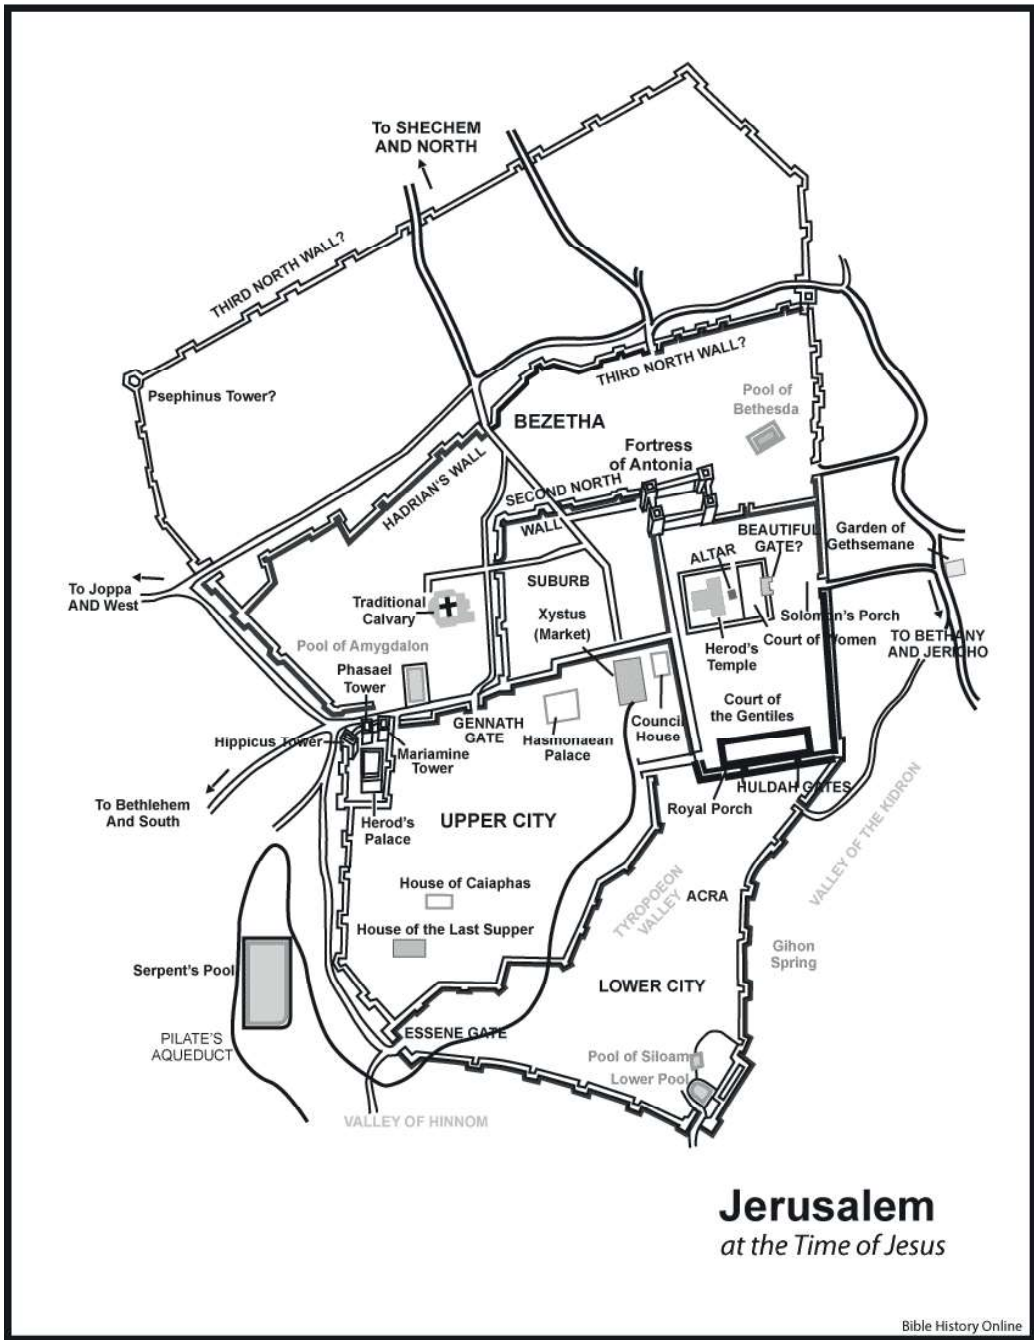 To SHECHEM
AND NORTH
THIRD NORTH WALL?
Psephinus Tower?
THIRD NORTH WALL?
Pool of
Bethesda
BEZETHA
Fortress
of Antonia
HADRIAN'S WALL
SECOND NORTH
WALL
BEAUTIFUL
GATE?
Garden of
Gethsemane
ALTAR
To Joppa
AND West
SUBURB
Traditional
Calvary
Xystus
(Market)
Solomon's Porch
Court of Women
TO BETHANY
AND JERICHO
Pool of Amygdalon
Herod's
Temple
Phasael
Tower
Court of
the Gentiles
GENNATH
GATE
Council
House
Hippicus Tower
Hasmonaean
Palace
Mariamine
Tower
HULDAH GATES
To Bethlehem
And South
Royal Porch
Herod's
Palace
UPPER CITY
VALLEY OF THE KIDRON
House of Caiaphas
TYROPOEON
VALLEY
ACRA
House of the Last Supper
Gihon
Spring
Serpent's Pool
LOWER CITY
PILATE'S
AQUEDUCT
ESSENE GATE
Pool of Siloam
Lower Pool
VALLEY OF HINNOM
Jerusalem
at the Time of Jesus
Bible History Online